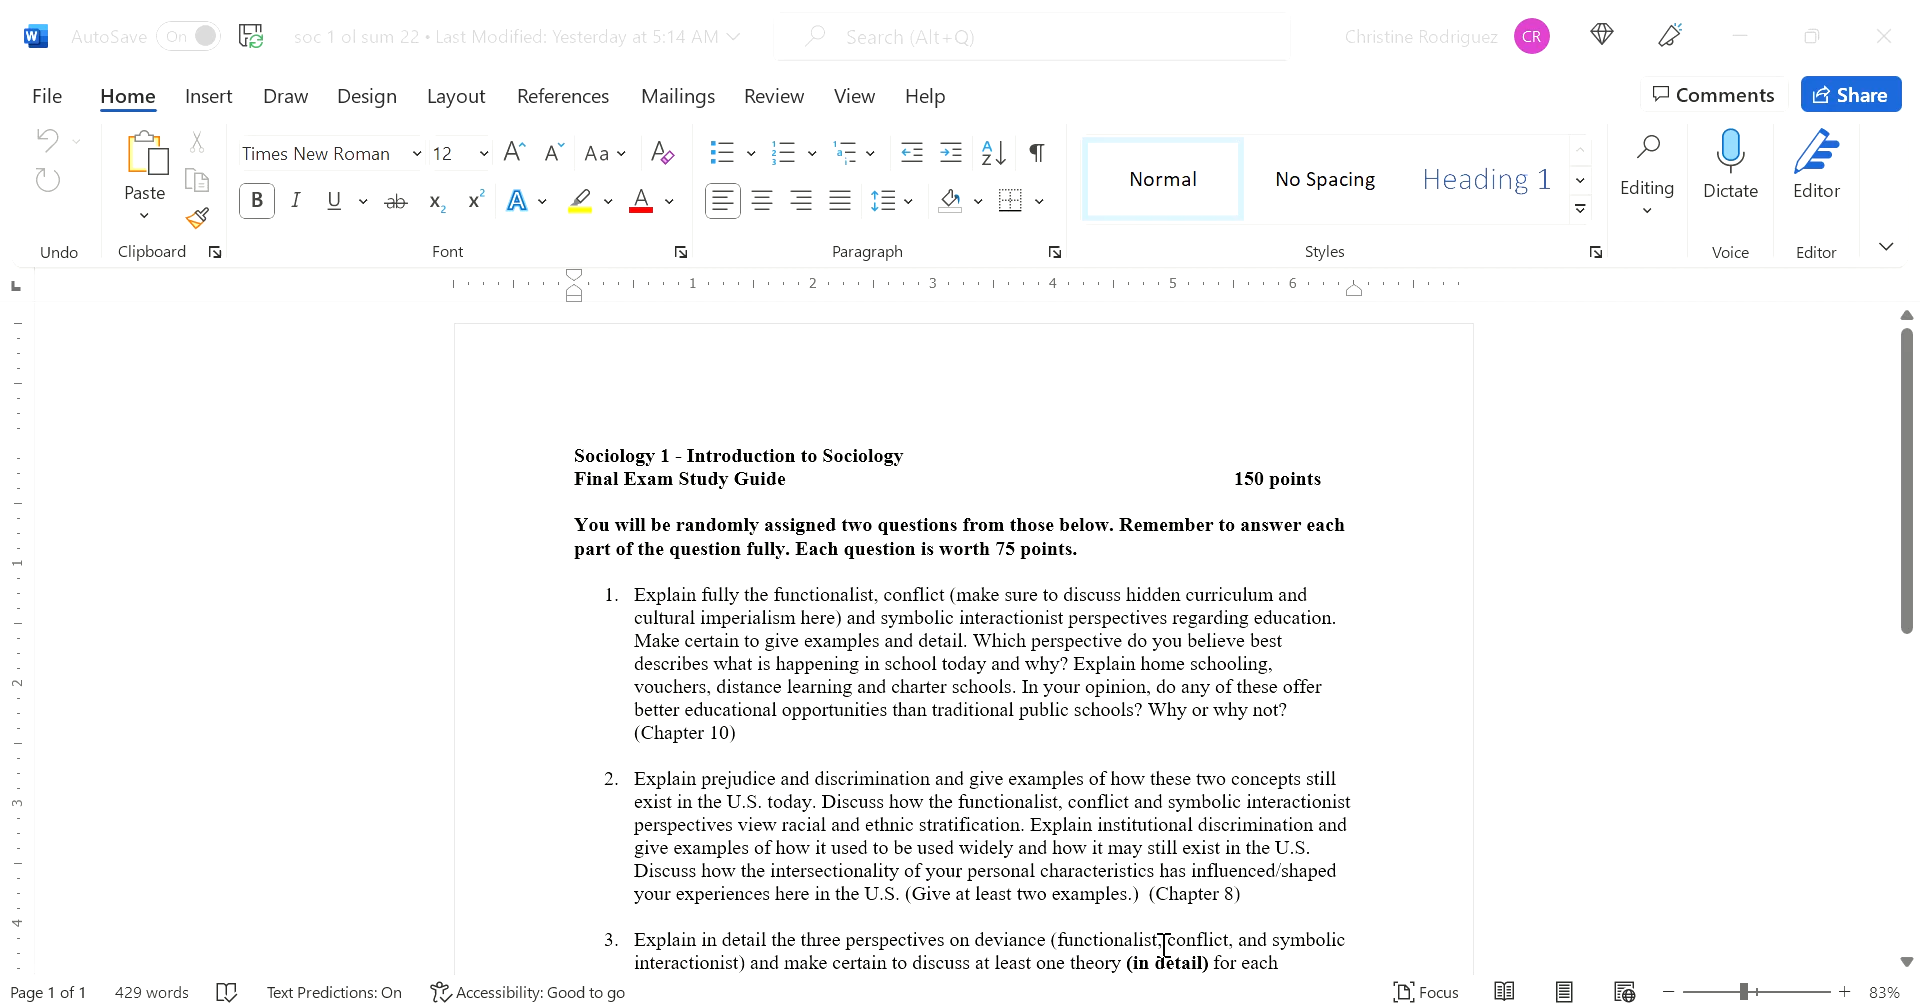 AutoSave On soc 1 ol sum 22 • Last Modified: Yesterday at 5:14 AM Search (Alt+Q) Christine Rodriguez CR
File Home Insert Draw Design Layout References Mailings Review View Help Comments Share
Times New Roman 12
Paste
Normal No Spacing Heading 1
Editing Dictate Editor
Undo Clipboard Font Paragraph Styles Voice Editor
1 2 3 4 5 6
Sociology 1 - Introduction to Sociology
Final Exam Study Guide 150 points
You will be randomly assigned two questions from those below. Remember to answer each
part of the question fully. Each question is worth 75 points.
1. Explain fully the functionalist, conflict (make sure to discuss hidden curriculum and
cultural imperialism here) and symbolic interactionist perspectives regarding education.
Make certain to give examples and detail. Which perspective do you believe best
describes what is happening in school today and why? Explain home schooling,
vouchers, distance learning and charter schools. In your opinion, do any of these offer
better educational opportunities than traditional public schools? Why or why not?
(Chapter 10)
2. Explain prejudice and discrimination and give examples of how these two concepts still
exist in the U.S. today. Discuss how the functionalist, conflict and symbolic interactionist
perspectives view racial and ethnic stratification. Explain institutional discrimination and
give examples of how it used to be used widely and how it may still exist in the U.S.
Discuss how the intersectionality of your personal characteristics has influenced/shaped
your experiences here in the U.S. (Give at least two examples.) (Chapter 8)
3. Explain in detail the three perspectives on deviance (functionalist, conflict, and symbolic
interactionist) and make certain to discuss at least one theory (in detail) for each
Page 1 of 1 429 words Text Predictions: On Accessibility: Good to go Focus 83%